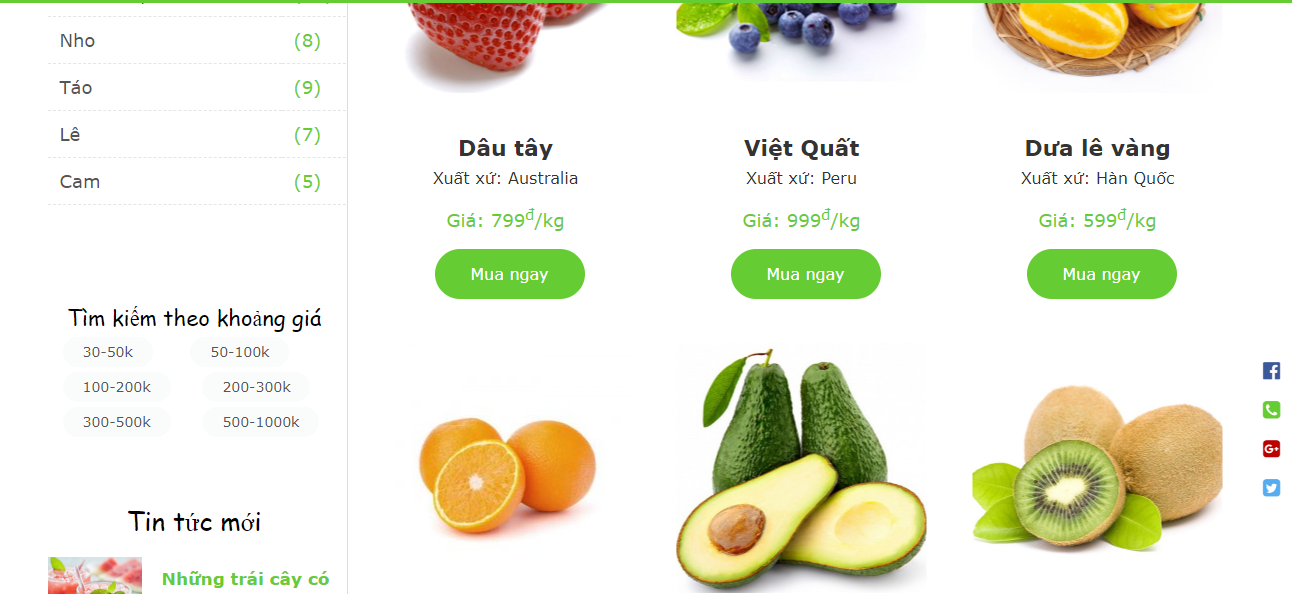 Nho (8)
Táo (9)
Lê (7)
Cam (5)
Tìm kiếm theo khoảng giá
30-50k 50-100k
100-200k 200-300k
300-500k 500-1000k
Tin tức mới
Những trái cây có
Dâu tây
Xuất xứ: Australia
Giá: 799đ/kg
Mua ngay
Việt Quất
Xuất xứ: Peru
Giá: 999đ/kg
Mua ngay
Dưa lê vàng
Xuất xứ: Hàn Quốc
Giá: 599đ/kg
Mua ngay